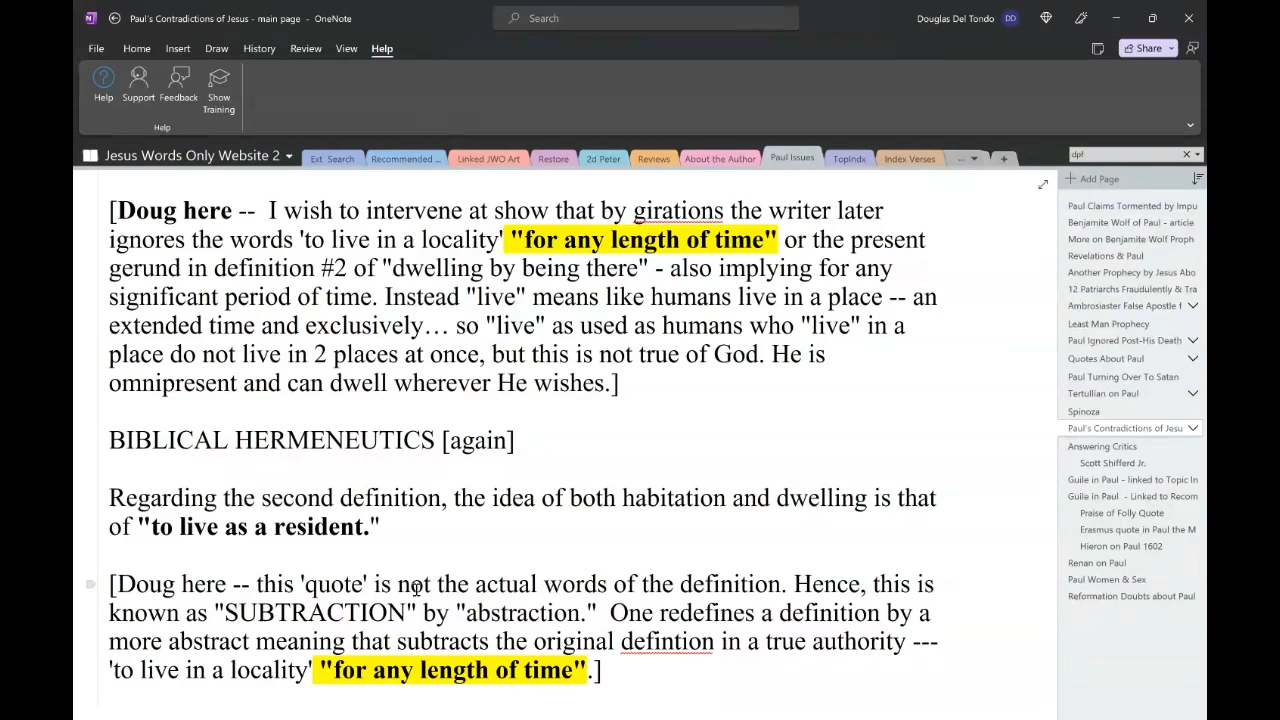 Paul's Contradictions of Jesus - main page - OneNote
Search
Douglas Del Tondo
DD
File Home Insert Draw History Review View Help
Share
Help Support Feedback Show Training
Help
Jesus Words Only Website 2
Ext. Search
Recommended ...
Linked JWO Art
Restore
2d Peter
Reviews
About the Author
Paul Issues
TopIndx
Index Verses
...
dpf
[Doug here -- I wish to intervene at show that by girations the writer later
ignores the words 'to live in a locality' "for any length of time" or the present
gerund in definition #2 of "dwelling by being there" - also implying for any
significant period of time. Instead "live" means like humans live in a place -- an
extended time and exclusively… so "live" as used as humans who "live" in a
place do not live in 2 places at once, but this is not true of God. He is
omnipresent and can dwell wherever He wishes.]
BIBLICAL HERMENEUTICS [again]
Regarding the second definition, the idea of both habitation and dwelling is that
of "to live as a resident."
[Doug here -- this 'quote' is not the actual words of the definition. Hence, this is
known as "SUBTRACTION" by "abstraction." One redefines a definition by a
more abstract meaning that subtracts the original defintion in a true authority ---
'to live in a locality' "for any length of time".]
Add Page
Paul Claims Tormented by Impu
Benjamite Wolf of Paul - article
More on Benjamite Wolf Proph
Revelations & Paul
Another Prophecy by Jesus Abo
12 Patriarchs Fraudulently & Tra
Ambrosiaster False Apostle f
Least Man Prophecy
Paul Ignored Post-His Death
Quotes About Paul
Paul Turning Over To Satan
Tertullian on Paul
Spinoza
Paul's Contradictions of Jesu
Answering Critics
Scott Shifferd Jr.
Guile in Paul - linked to Topic In
Guile in Paul - Linked to Recom
Praise of Folly Quote
Erasmus quote in Paul the M
Hieron on Paul 1602
Renan on Paul
Paul Women & Sex
Reformation Doubts about Paul